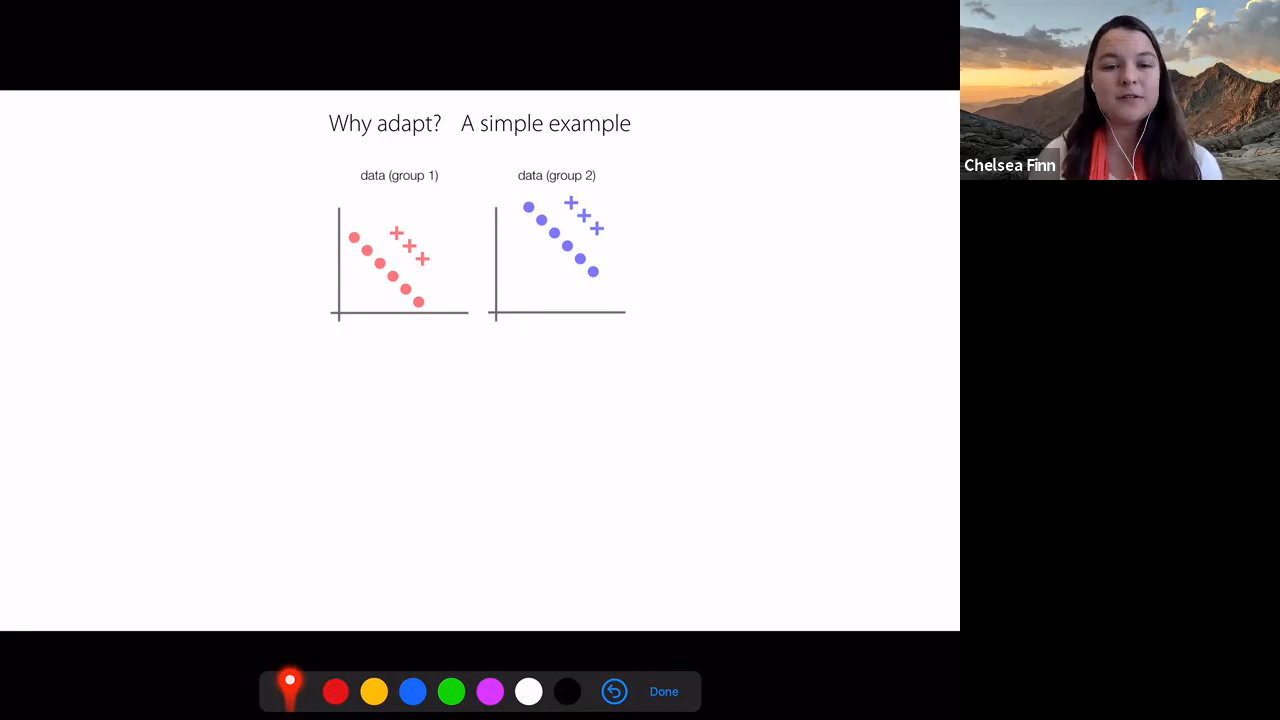 Why adapt? A simple example
data (group 1) data (group 2)
Chelsea Finn
Done